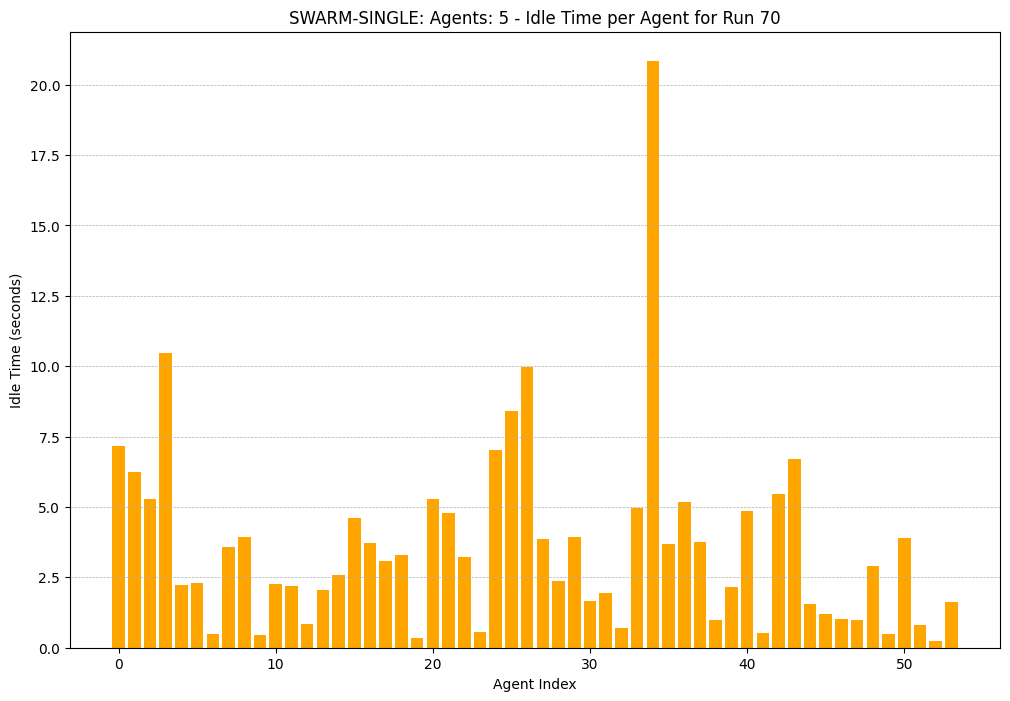 SWARM-SINGLE: Agents: 5 - Idle Time per Agent for Run 70
Idle Time (seconds)
20.0
17.5
15.0
12.5
10.0
7.5
5.0
2.5
0.0
0 10 20 30 40 50
Agent Index